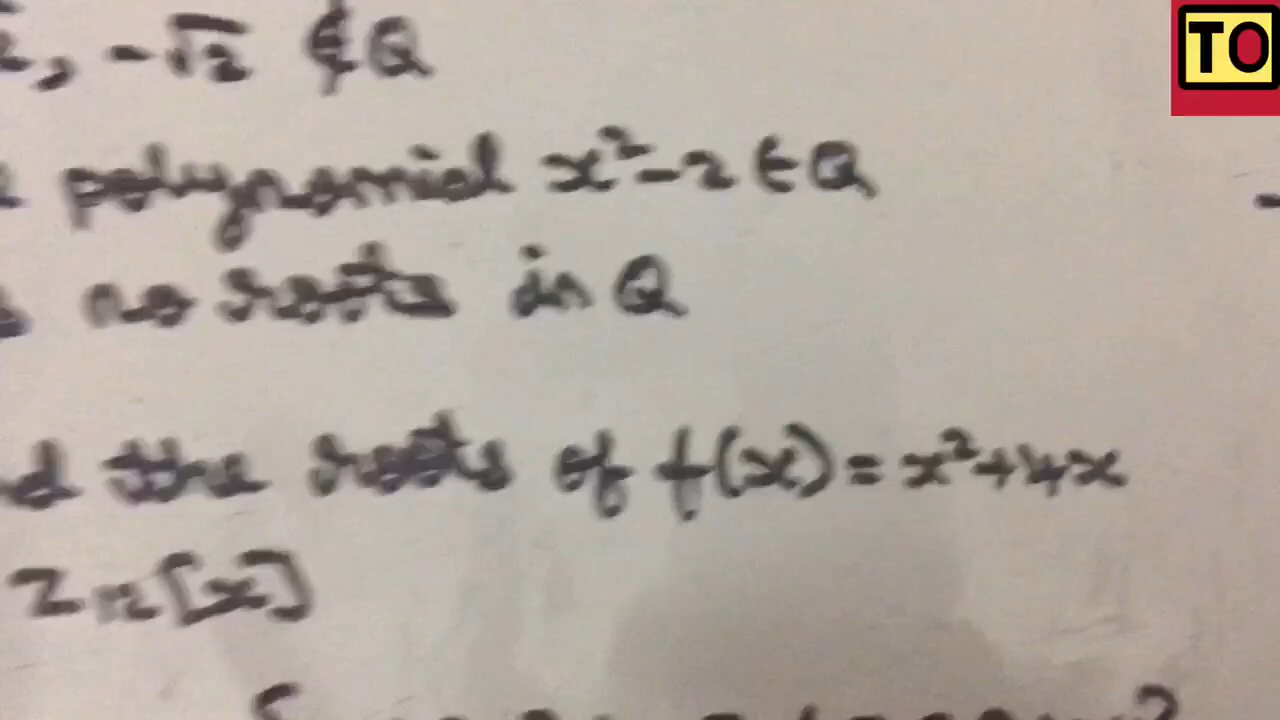 TO
, -√2 ∉ Q
polynomial x²-2 ∈ Q
no roots in Q
the roots of f(x) = x²+4x
Z₁₂[x]